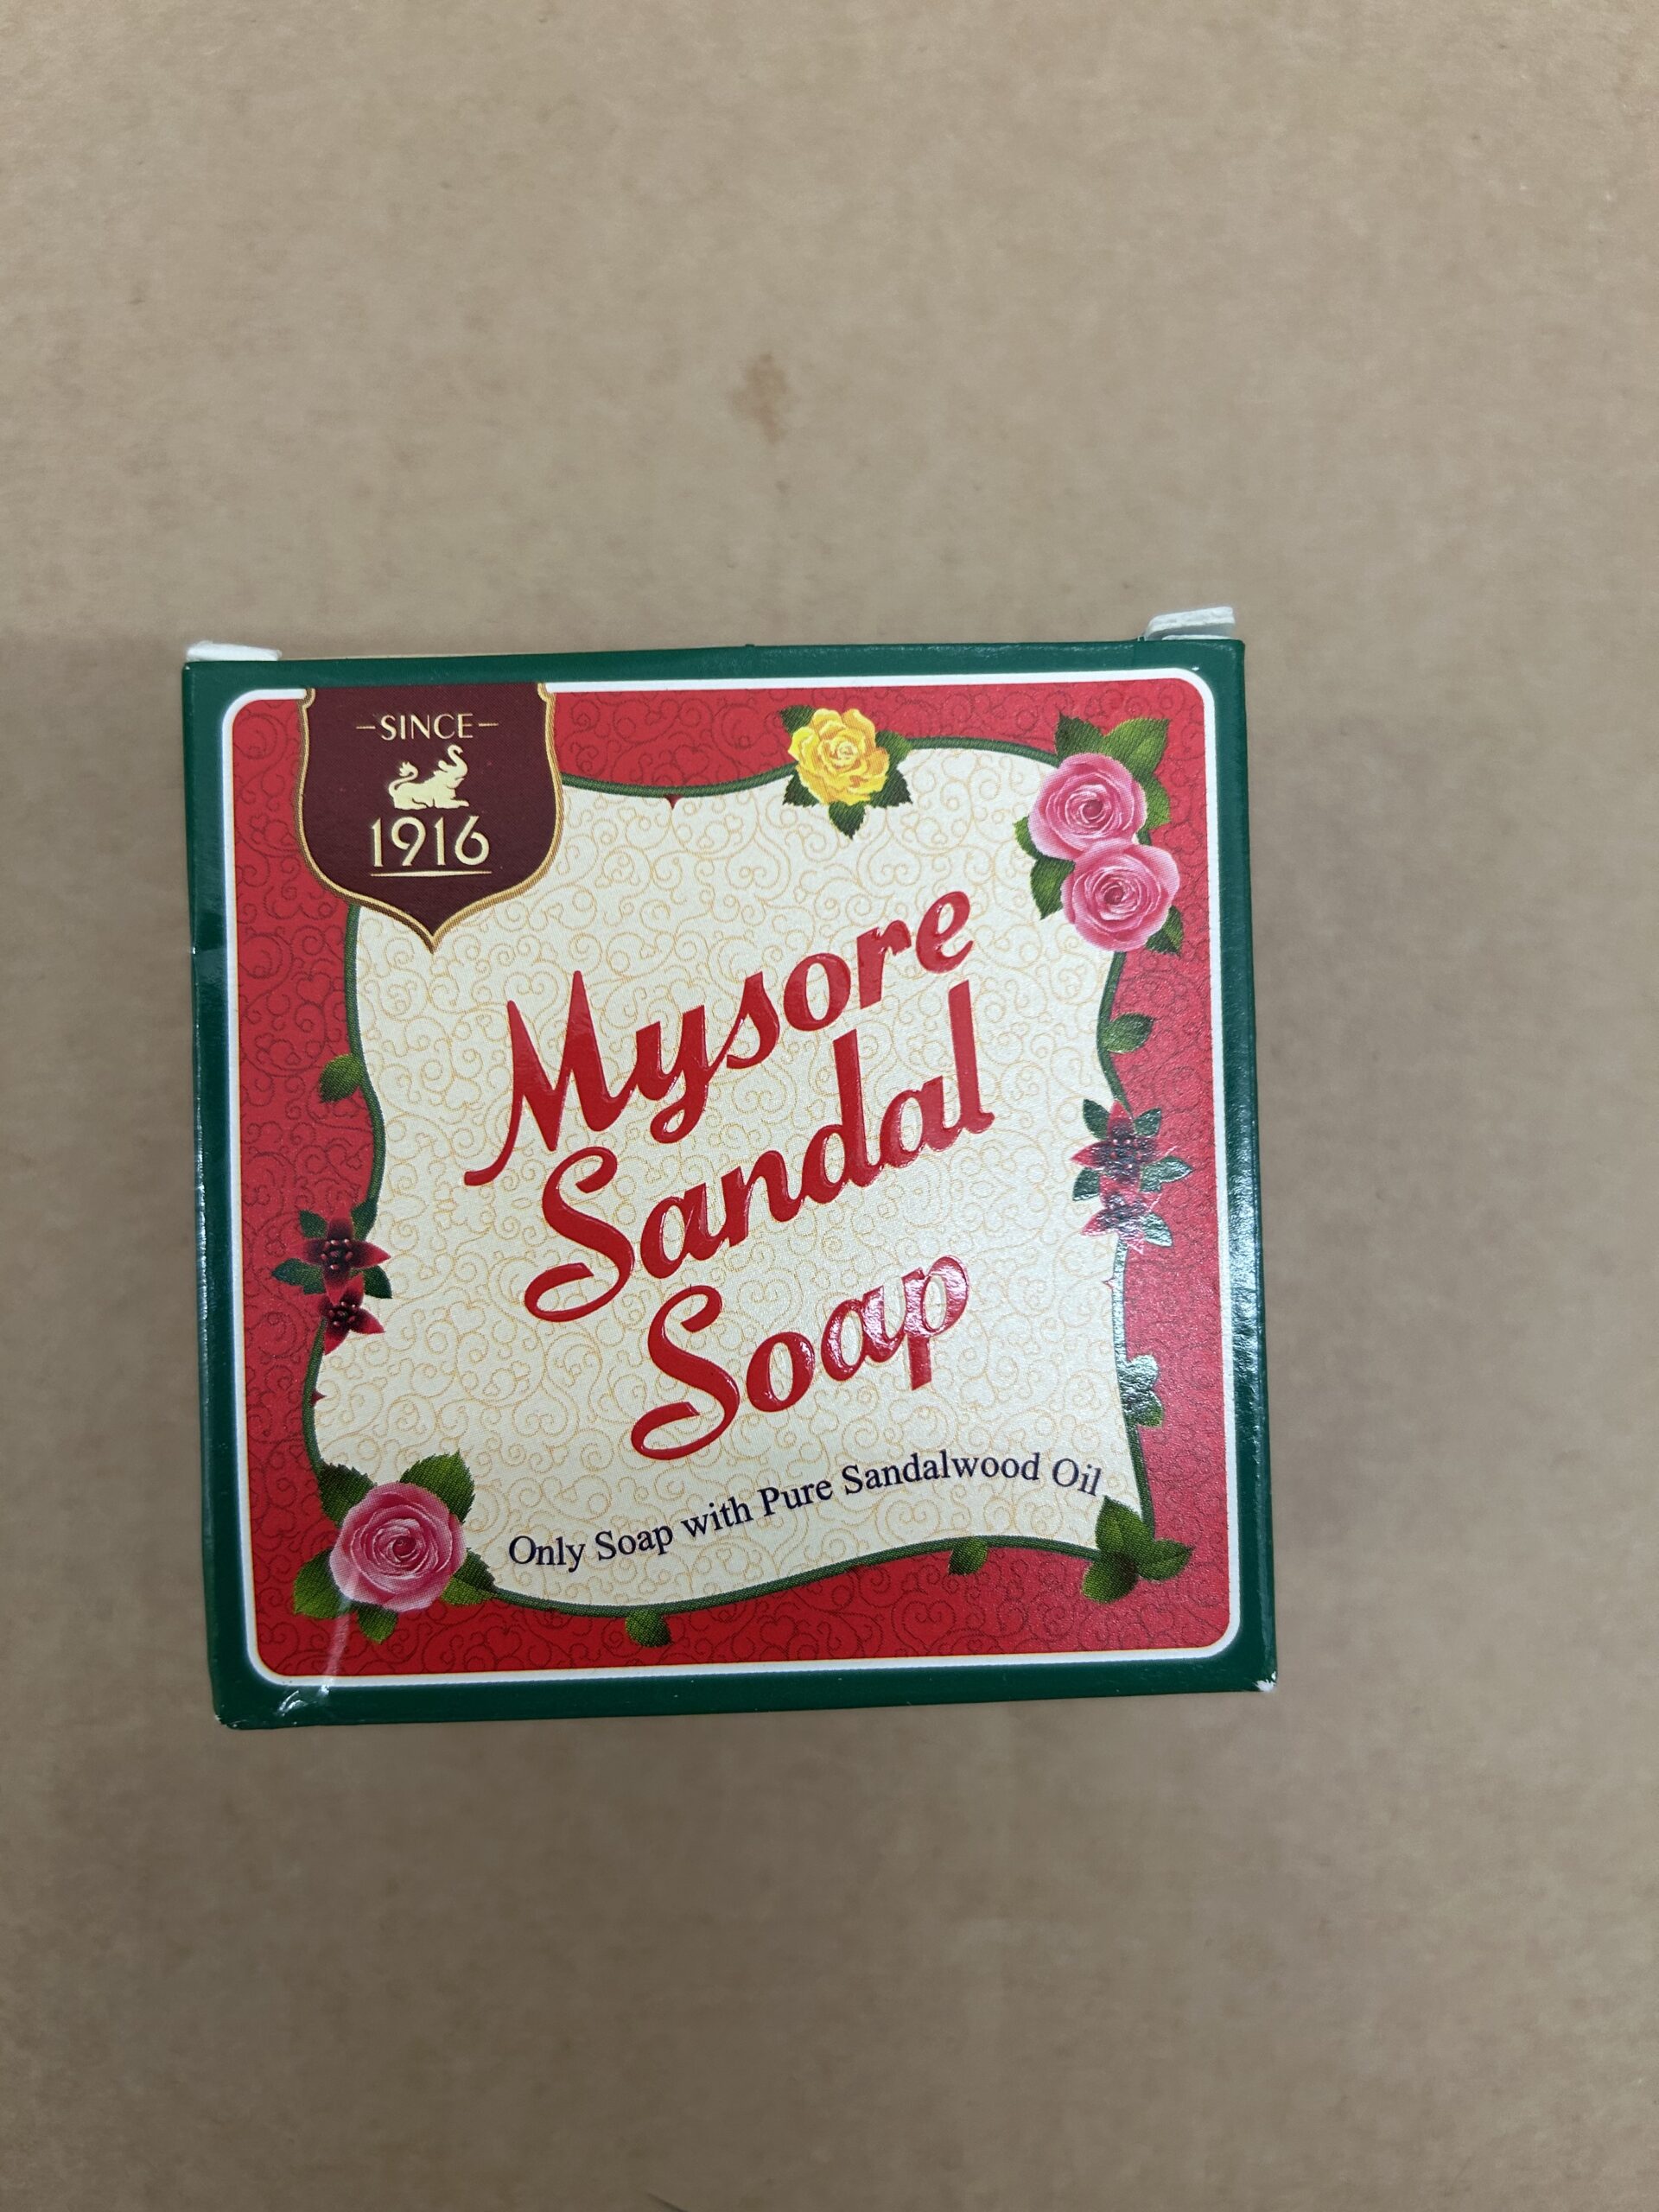 SINCE
1916
Mysore
Sandal
Soap
Only Soap with Pure Sandalwood Oil